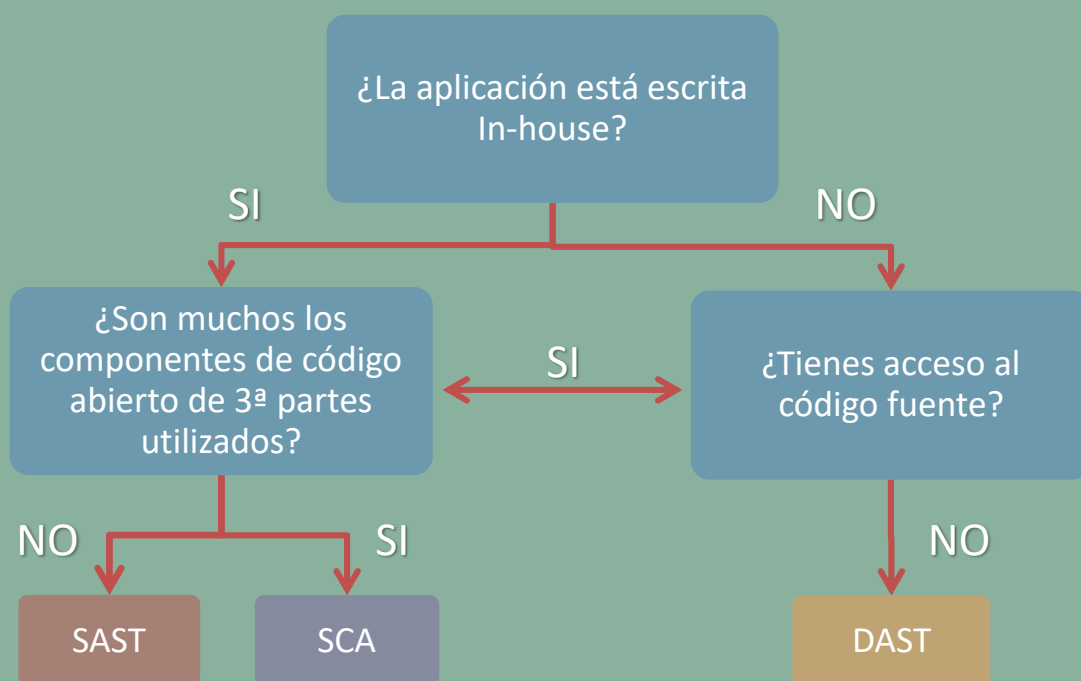 ¿La aplicación está escrita
In-house?
SI
NO
¿Son muchos los
componentes de código
abierto de 3ª partes
utilizados?
SI
¿Tienes acceso al
código fuente?
NO
SI
NO
SAST
SCA
DAST